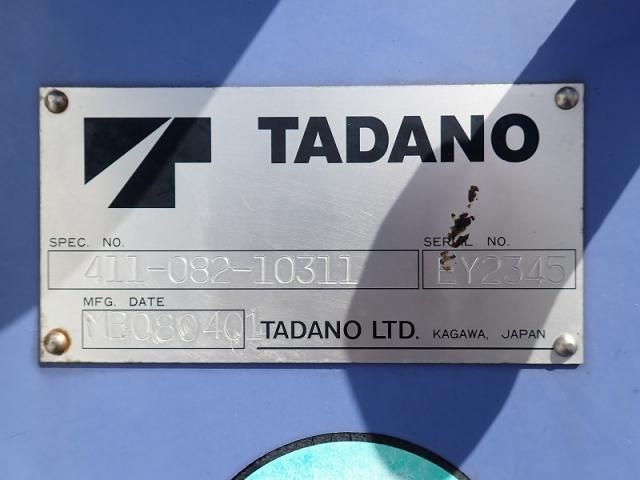 TADANO
SPEC. NO. SERIAL NO.
411-082-10311 EY2345
MFG. DATE
TADANO LTD. KAGAWA, JAPAN